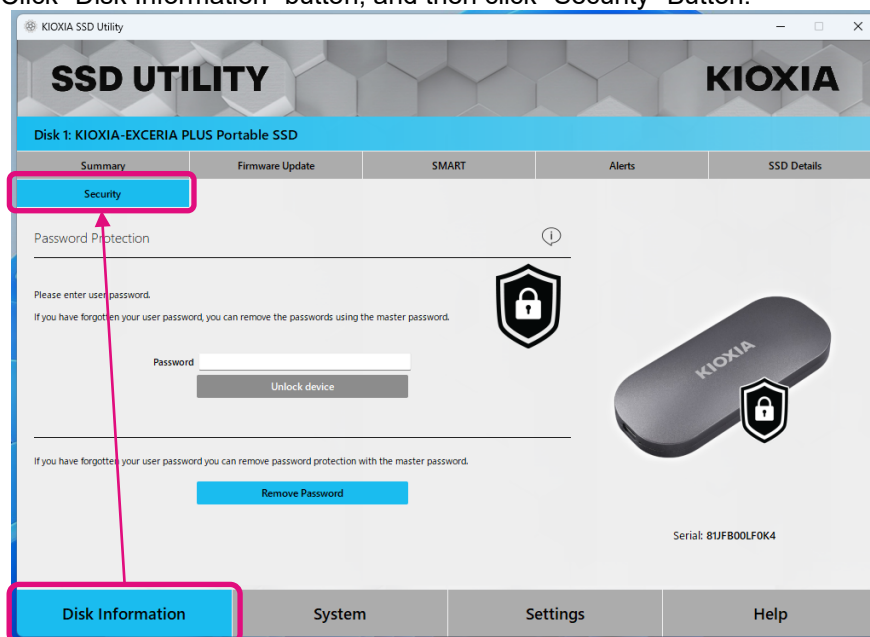 Click "Disk Information" button, and then click "Security" Button.
KIOXIA SSD Utility
SSD UTILITY
KIOXIA
Disk 1: KIOXIA-EXCERIA PLUS Portable SSD
Summary
Firmware Update
SMART
Alerts
SSD Details
Security
Password Protection
Please enter user password.
If you have forgotten your user password, you can remove the passwords using the master password.
Password
Unlock device
KIOXIA
If you have forgotten your user password you can remove password protection with the master password.
Remove Password
Serial: 81JFB00LF0K4
Disk Information
System
Settings
Help